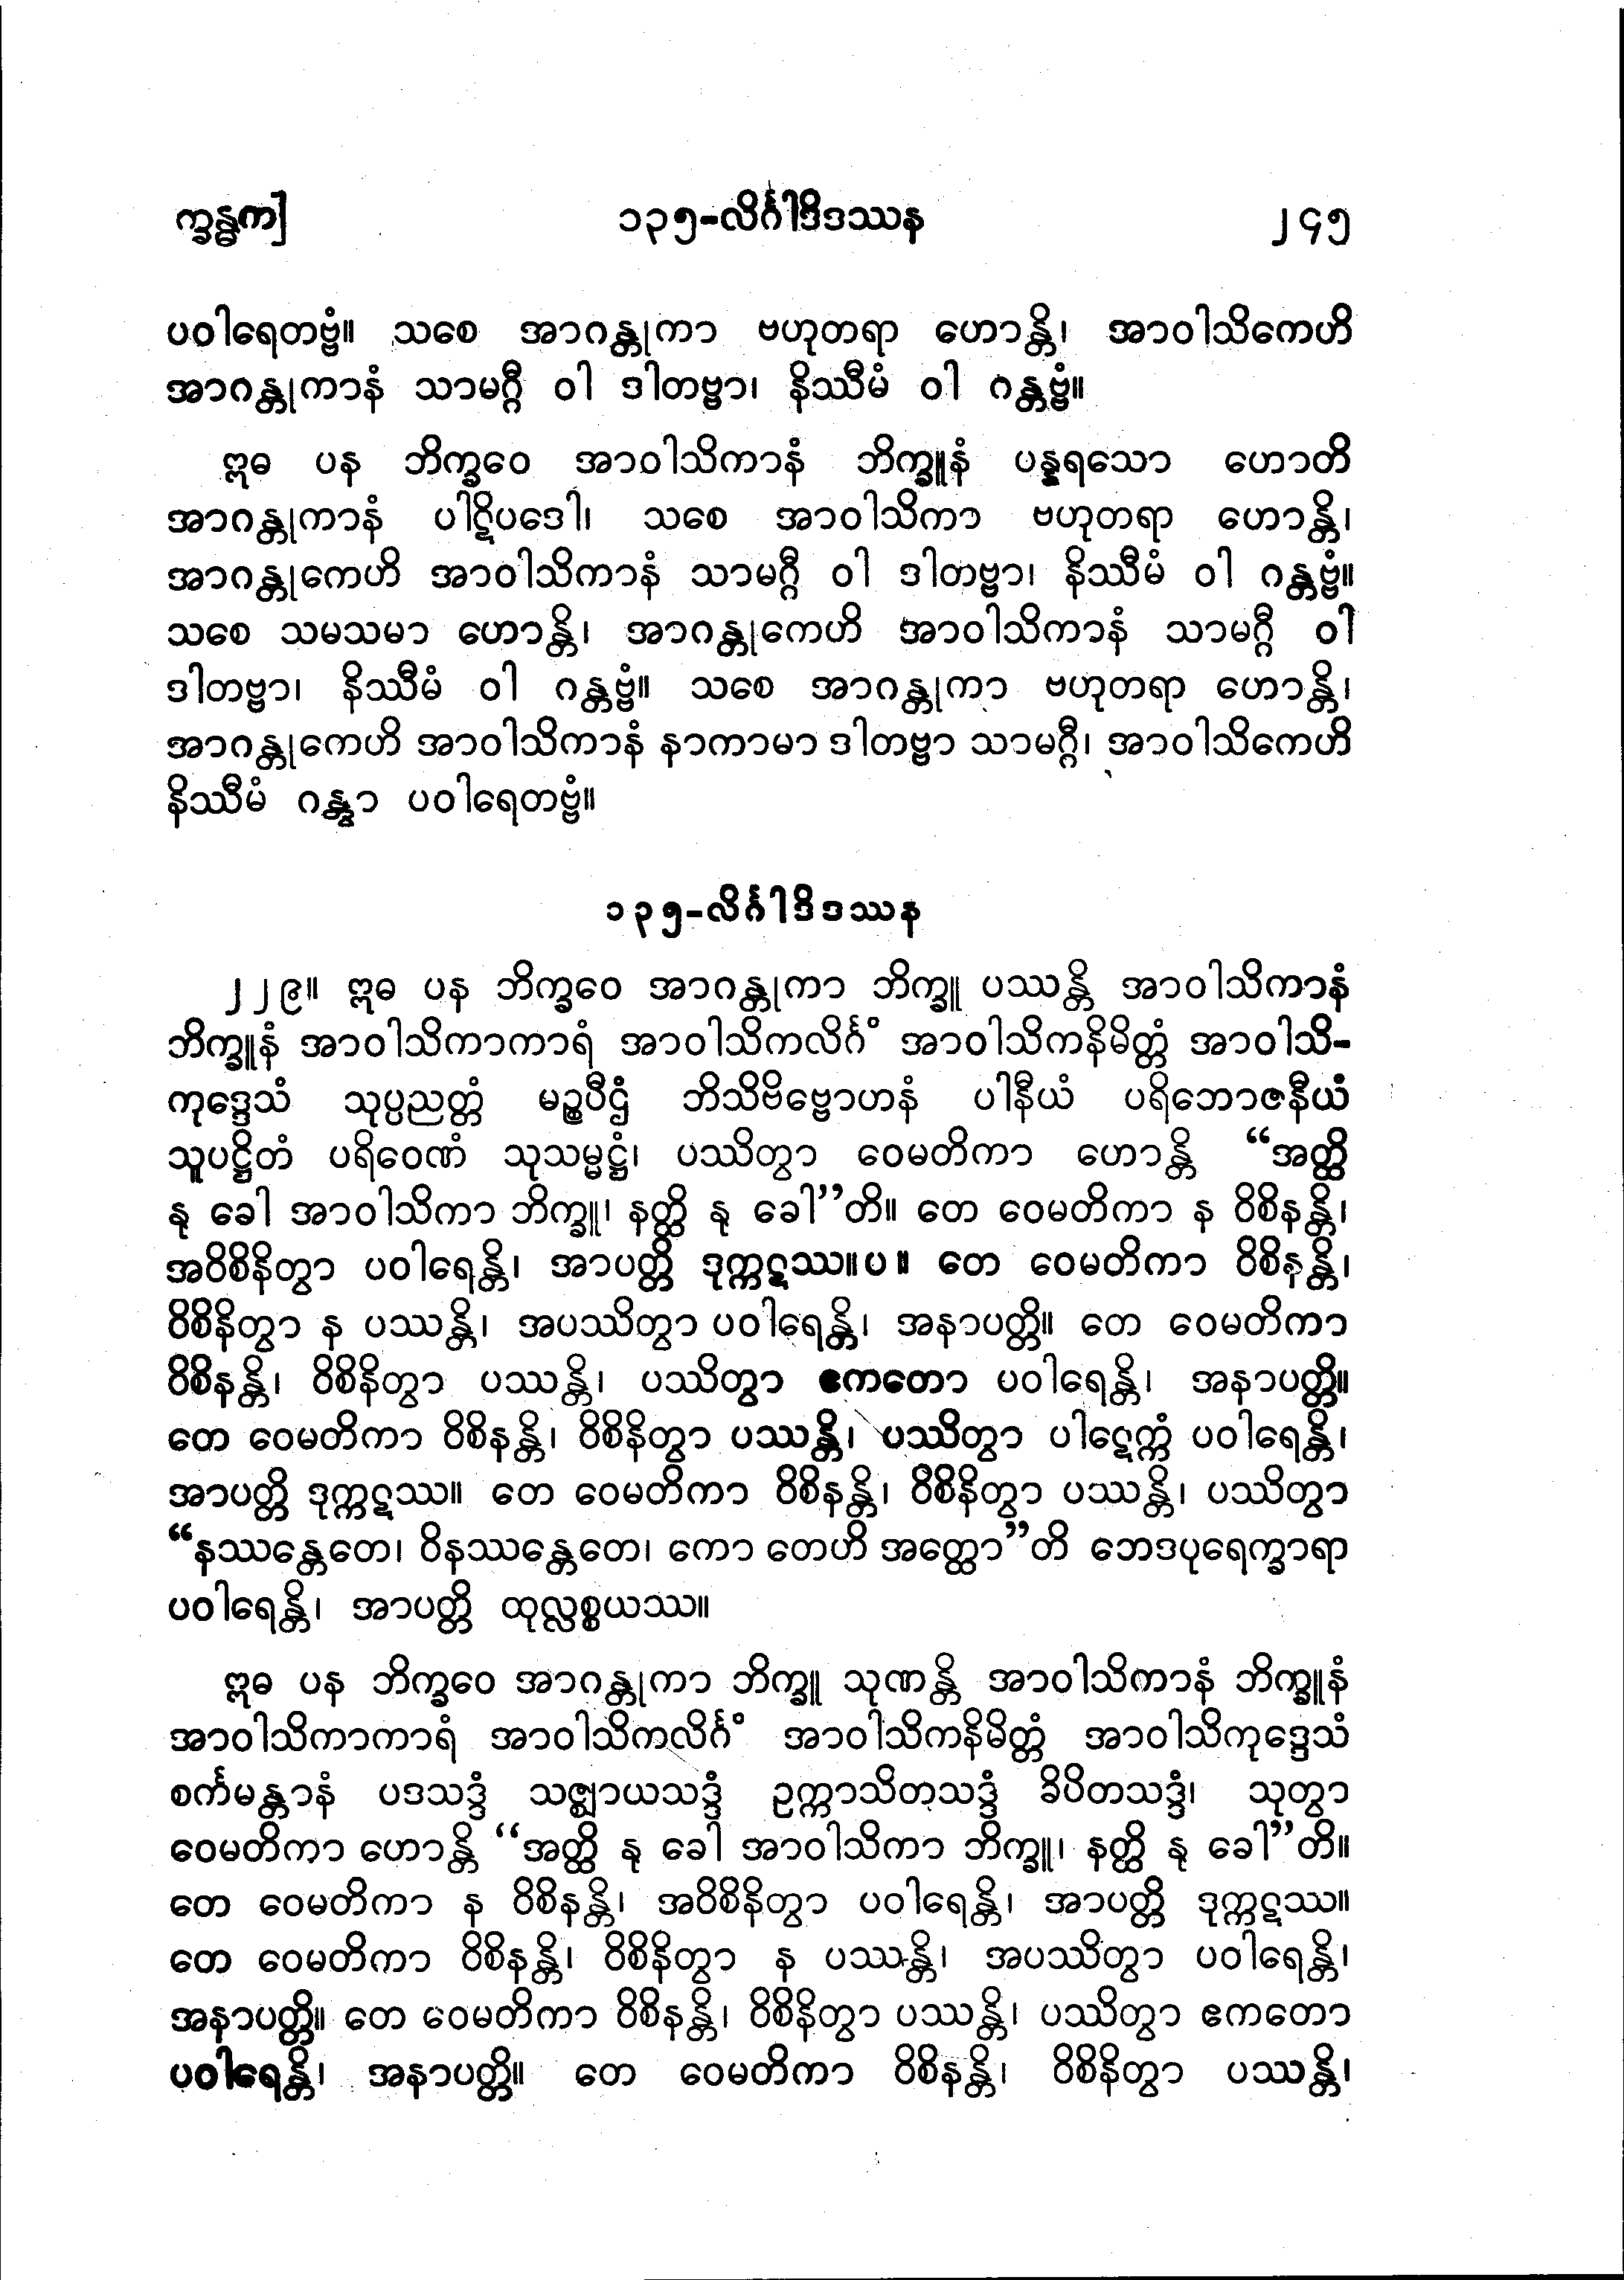 က္ခန္ဓက] ၁၃၅-လိင်္ဂါဒိဒဿန ၂၄၅
ပဝါရေတဗ္ဗံ။ သစေ အာဂန္တုကာ ဗဟုတရာ ဟောန္တိ၊ အာဝါသိကေဟိ
အာဂန္တုကာနံ သာမဂ္ဂီ ဝါ ဒါတဗ္ဗာ၊ နိဿီမံ ဝါ ဂန္တဗ္ဗံ။
ဣဓ ပန ဘိက္ခဝေ အာဝါသိကာနံ ဘိက္ခူနံ ပန္နရသော ဟောတိ
အာဂန္တုကာနံ ပါဋိပဒေါ၊ သစေ အာဝါသိကာ ဗဟုတရာ ဟောန္တိ၊
အာဂန္တုကေဟိ အာဝါသိကာနံ သာမဂ္ဂီ ဝါ ဒါတဗ္ဗာ၊ နိဿီမံ ဝါ ဂန္တဗ္ဗံ။
သစေ သမသမာ ဟောန္တိ၊ အာဂန္တုကေဟိ အာဝါသိကာနံ သာမဂ္ဂီ ဝါ
ဒါတဗ္ဗာ၊ နိဿီမံ ဝါ ဂန္တဗ္ဗံ။ သစေ အာဂန္တုကာ ဗဟုတရာ ဟောန္တိ၊
အာဂန္တုကေဟိ အာဝါသိကာနံ နာကာမာ ဒါတဗ္ဗာ သာမဂ္ဂီ၊ အာဝါသိကေဟိ
နိဿီမံ ဂန္တွာ ပဝါရေတဗ္ဗံ။
၁၃၅-လိင်္ဂါဒိဒဿန
၂၂၉။ ဣဓ ပန ဘိက္ခဝေ အာဂန္တုကာ ဘိက္ခူ ပဿန္တိ အာဝါသိကာနံ
ဘိက္ခူနံ အာဝါသိကာကာရံ အာဝါသိကလိင်္ဂံ အာဝါသိကနိမိတ္တံ အာဝါသိ-
ကုဒ္ဒေသံ သုပ္ပညတ္တံ မဉ္စပီဌံ ဘိသိဗိဗ္ဗောဟနံ ပါနီယံ ပရိဘောဇနီယံ
သူပဋ္ဌိတံ ပရိဝေဏံ သုသမ္မဋ္ဌံ၊ ပဿိတွာ ဝေမတိကာ ဟောန္တိ “အတ္ထိ
နု ခေါ အာဝါသိကာ ဘိက္ခူ၊ နတ္ထိ နု ခေါ”တိ။ တေ ဝေမတိကာ န ဝိစိနန္တိ၊
အဝိစိနိတွာ ပဝါရေန္တိ၊ အာပတ္တိ ဒုက္ကဋဿ။ပ။ တေ ဝေမတိကာ ဝိစိနန္တိ၊
ဝိစိနိတွာ န ပဿန္တိ၊ အပဿိတွာ ပဝါရေန္တိ၊ အနာပတ္တိ။ တေ ဝေမတိကာ
ဝိစိနန္တိ၊ ဝိစိနိတွာ ပဿန္တိ၊ ပဿိတွာ ဧကတော ပဝါရေန္တိ၊ အနာပတ္တိ။
တေ ဝေမတိကာ ဝိစိနန္တိ၊ ဝိစိနိတွာ ပဿန္တိ၊ ပဿိတွာ ပါဋေက္ကံ ပဝါရေန္တိ၊
အာပတ္တိ ဒုက္ကဋဿ။ တေ ဝေမတိကာ ဝိစိနန္တိ၊ ဝိစိနိတွာ ပဿန္တိ၊ ပဿိတွာ
“နဿန္တေတေ၊ ဝိနဿန္တေတေ၊ ကော တေဟိ အတ္ထော”တိ ဘေဒပုရေက္ခာရာ
ပဝါရေန္တိ၊ အာပတ္တိ ထုလ္လစ္စယဿ။
ဣဓ ပန ဘိက္ခဝေ အာဂန္တုကာ ဘိက္ခူ သုဏန္တိ အာဝါသိကာနံ ဘိက္ခူနံ
အာဝါသိကာကာရံ အာဝါသိကလိင်္ဂံ အာဝါသိကနိမိတ္တံ အာဝါသိကုဒ္ဒေသံ
စင်္ကမန္တာနံ ပဒသဒ္ဒံ သဇ္ဈာယသဒ္ဒံ ဥက္ကာသိတသဒ္ဒံ ခိပိတသဒ္ဒံ၊ သုတွာ
ဝေမတိကာ ဟောန္တိ “အတ္ထိ နု ခေါ အာဝါသိကာ ဘိက္ခူ၊ နတ္ထိ နု ခေါ”တိ။
တေ ဝေမတိကာ န ဝိစိနန္တိ၊ အဝိစိနိတွာ ပဝါရေန္တိ၊ အာပတ္တိ ဒုက္ကဋဿ။
တေ ဝေမတိကာ ဝိစိနန္တိ၊ ဝိစိနိတွာ န ပဿန္တိ၊ အပဿိတွာ ပဝါရေန္တိ၊
အနာပတ္တိ။ တေ ဝေမတိကာ ဝိစိနန္တိ၊ ဝိစိနိတွာ ပဿန္တိ၊ ပဿိတွာ ဧကတော
ပဝါရေန္တိ၊ အနာပတ္တိ။ တေ ဝေမတိကာ ဝိစိနန္တိ၊ ဝိစိနိတွာ ပဿန္တိ၊